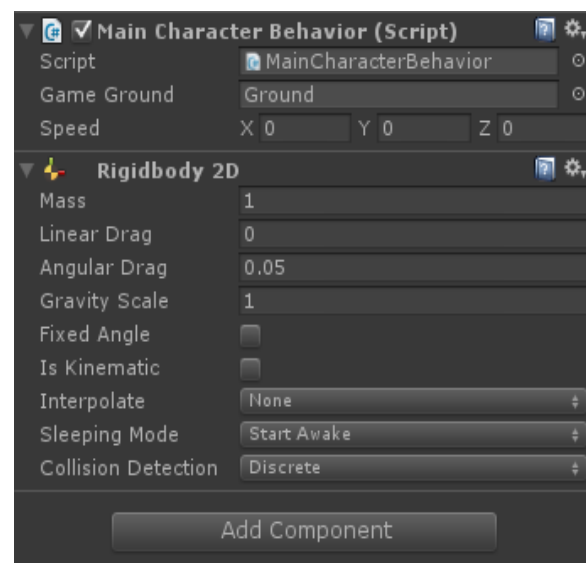 Main Character Behavior (Script)
Script MainCharacterBehavior
Game Ground Ground
Speed X 0 Y 0 Z 0
Rigidbody 2D
Mass 1
Linear Drag 0
Angular Drag 0.05
Gravity Scale 1
Fixed Angle
Is Kinematic
Interpolate None
Sleeping Mode Start Awake
Collision Detection Discrete
Add Component